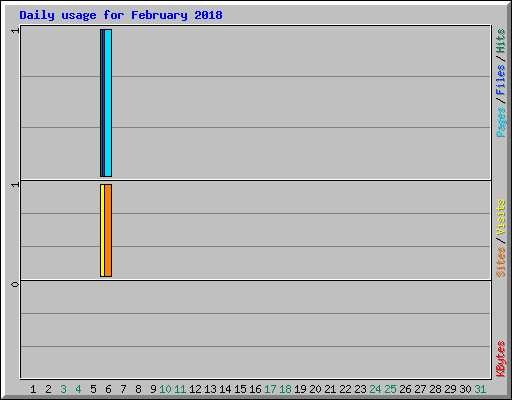 Daily usage for February 2018
1
1
0
Pages / Files / Hits
Sites / Visits
KBytes
1 2 3 4 5 6 7 8 9 10 11 12 13 14 15 16 17 18 19 20 21 22 23 24 25 26 27 28 29 30 31